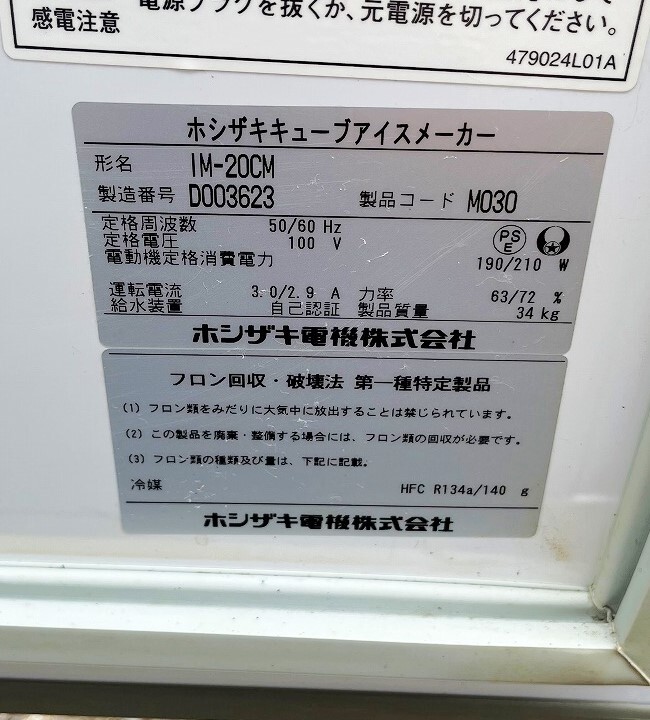 電源プラグを抜くか、元電源を切ってください。
感電注意
479024L01A
ホシザキキューブアイスメーカー
形名 IM-20CM
製造番号 D003623 製品コード M030
定格周波数 50/60 Hz
定格電圧 100 V
PS
E
電動機定格消費電力 190/210 W
運転電流 3.0/2.9 A 力率 63/72 %
給水装置 自己認証 製品質量 34 kg
ホシザキ電機株式会社
フロン回収・破壊法 第一種特定製品
(1) フロン類をみだりに大気中に放出することは禁じられています。
(2) この製品を廃棄・整備する場合には、フロン類の回収が必要です。
(3) フロン類の種類及び量は、下記に記載。
冷媒 HFC R134a/140 g
ホシザキ電機株式会社